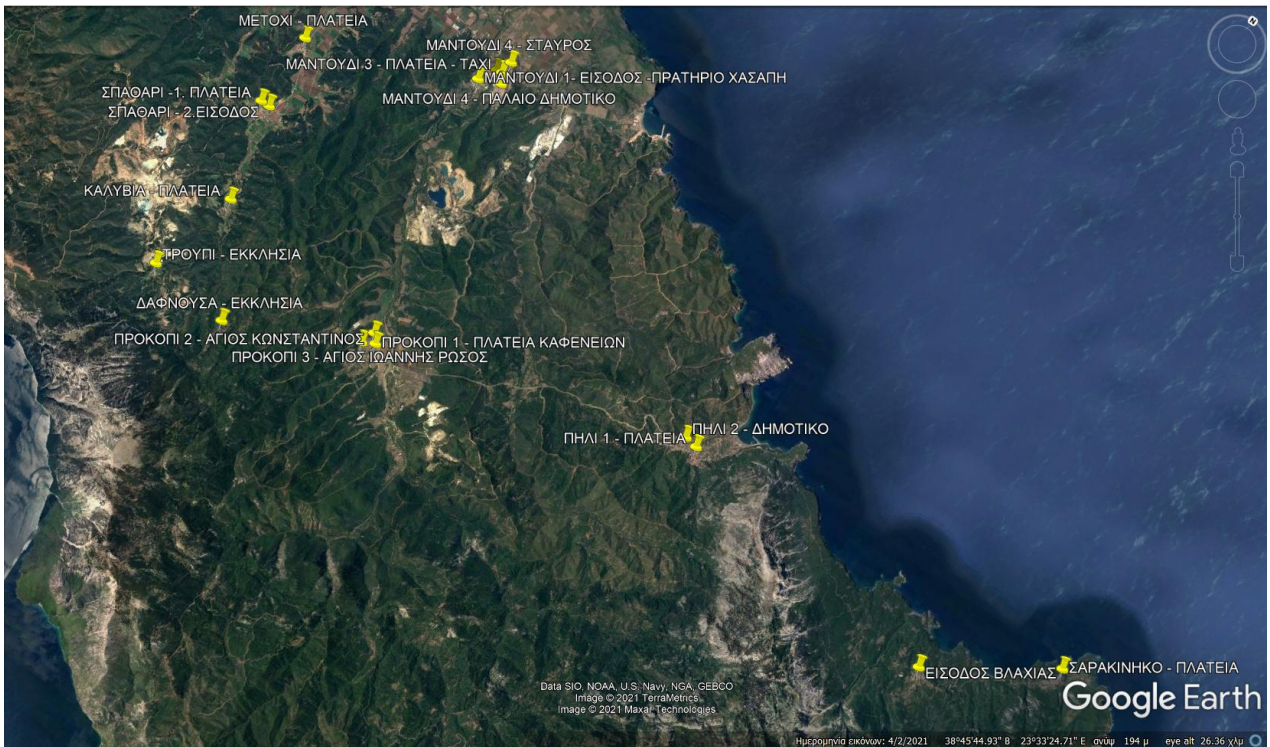 ΜΕΤΟΧΙ - ΠΛΑΤΕΙΑ
ΜΑΝΤΟΥΔΙ 4 - ΣΤΑΥΡΟΣ
ΜΑΝΤΟΥΔΙ 3 - ΠΛΑΤΕΙΑ - ΤΑΧΙ
ΜΑΝΤΟΥΔΙ 1- ΕΙΣΟΔΟΣ -ΠΡΑΤΗΡΙΟ ΧΑΣΑΠΗ
ΣΠΑΘΑΡΙ -1. ΠΛΑΤΕΙΑ
ΜΑΝΤΟΥΔΙ 4 - ΠΑΛΑΙΟ ΔΗΜΟΤΙΚΟ
ΣΠΑΘΑΡΙ - 2.ΕΙΣΟΔΟΣ
ΚΑΛΥΒΙΑ - ΠΛΑΤΕΙΑ
ΤΡΟΥΠΙ - ΕΚΚΛΗΣΙΑ
ΔΑΦΝΟΥΣΑ - ΕΚΚΛΗΣΙΑ
ΠΡΟΚΟΠΙ 2 - ΑΓΙΟΣ ΚΩΝΣΤΑΝΤΙΝΟΣ
ΠΡΟΚΟΠΙ 1 - ΠΛΑΤΕΙΑ ΚΑΦΕΝΕΙΩΝ
ΠΡΟΚΟΠΙ 3 - ΑΓΙΟΣ ΙΩΑΝΝΗΣ ΡΩΣΟΣ
ΠΗΛΙ 2 - ΔΗΜΟΤΙΚΟ
ΠΗΛΙ 1 - ΠΛΑΤΕΙΑ
ΕΙΣΟΔΟΣ ΒΛΑΧΙΑΣ
ΣΑΡΑΚΙΝΗΚΟ - ΠΛΑΤΕΙΑ
Data SIO, NOAA, U.S. Navy, NGA, GEBCO
Image © 2021 TerraMetrics
Image © 2021 Maxar Technologies
Google Earth
Ημερομηνία εικόνων: 4/2/2021 38°45'44.93" Β 23°33'24.71" Ε ανύψ 194 μ eye alt 26.36 χλμ
N